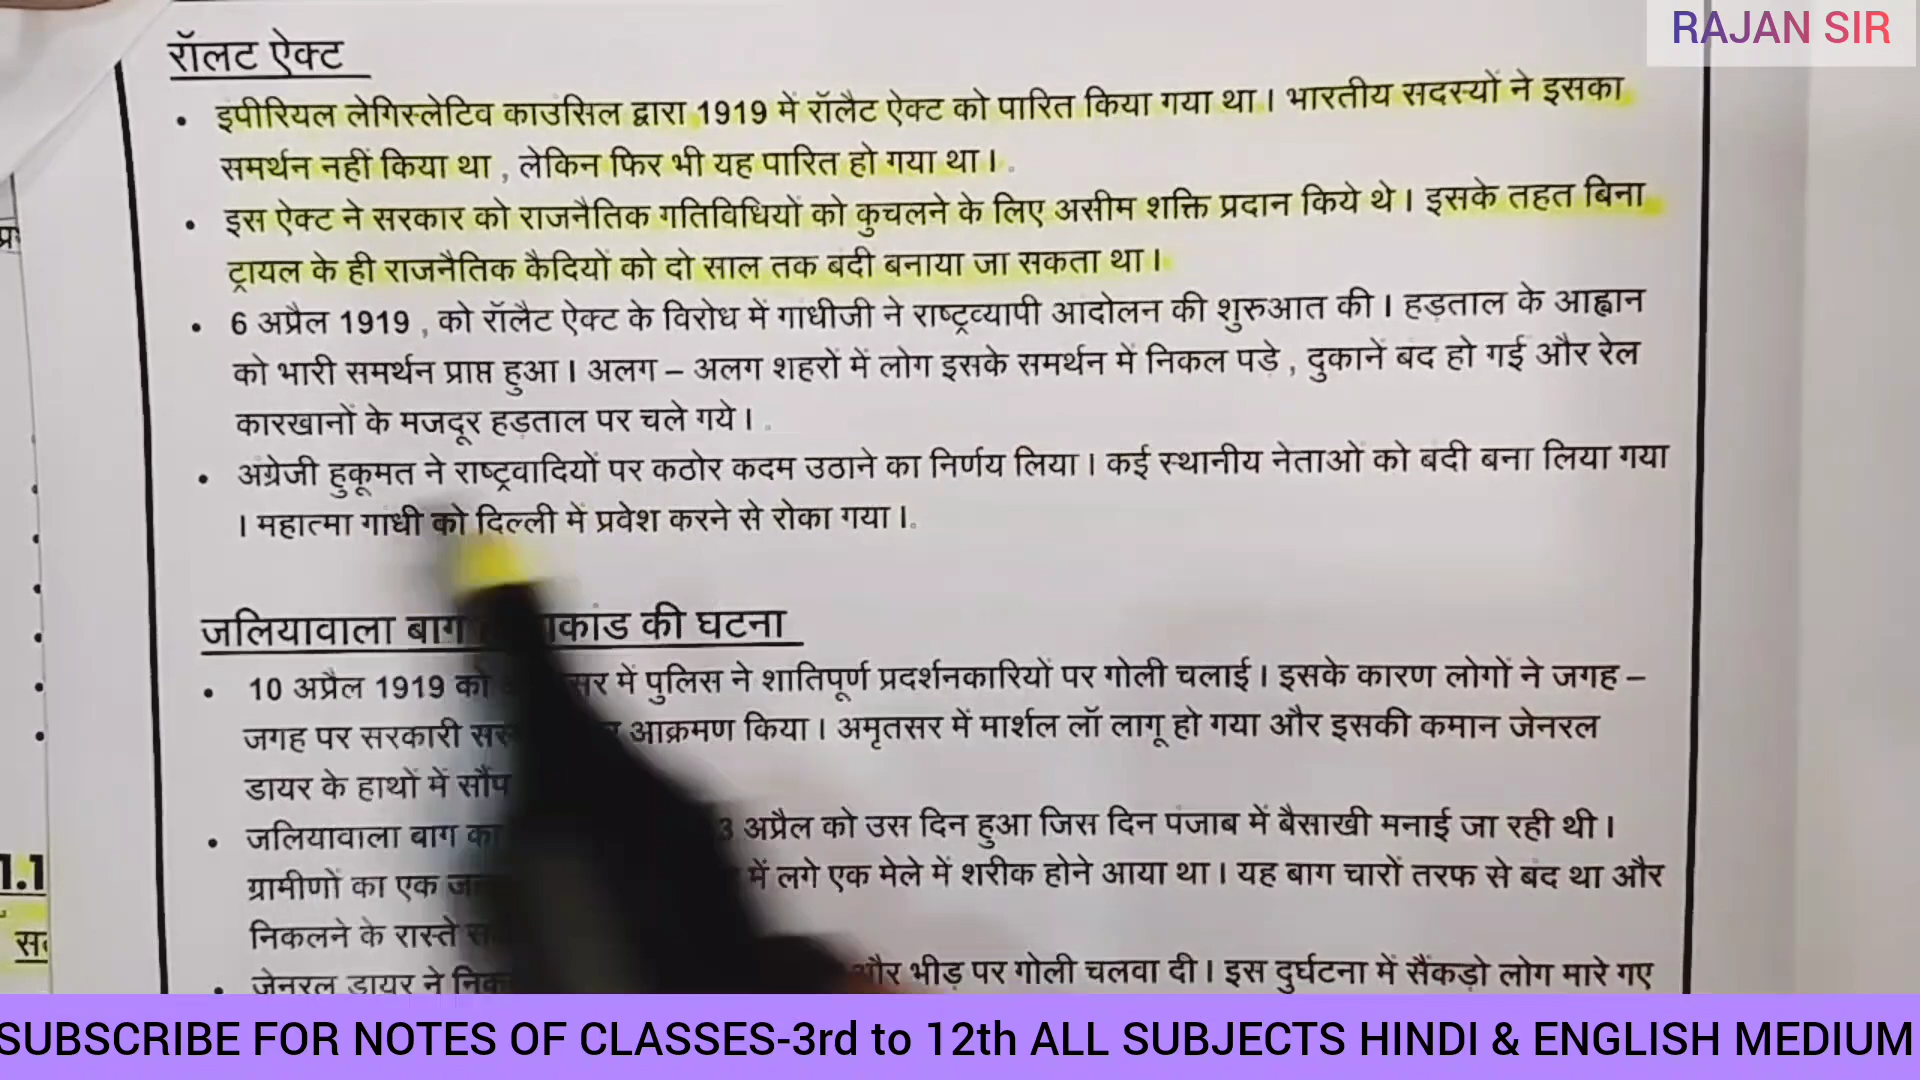 RAJAN SIR
रॉलट ऐक्ट
• इंपीरियल लेगिस्लेटिव काउंसिल द्वारा 1919 में रॉलैट ऐक्ट को पारित किया गया था । भारतीय सदस्यों ने इसका
समर्थन नहीं किया था , लेकिन फिर भी यह पारित हो गया था ।
• इस ऐक्ट ने सरकार को राजनैतिक गतिविधियों को कुचलने के लिए असीम शक्ति प्रदान किये थे । इसके तहत बिना
ट्रायल के ही राजनैतिक कैदियों को दो साल तक बंदी बनाया जा सकता था ।
• 6 अप्रैल 1919 , को रॉलैट ऐक्ट के विरोध में गांधीजी ने राष्ट्रव्यापी आंदोलन की शुरुआत की । हड़ताल के आह्वान
को भारी समर्थन प्राप्त हुआ । अलग – अलग शहरों में लोग इसके समर्थन में निकल पड़े , दुकानें बंद हो गई और रेल
कारखानों के मजदूर हड़ताल पर चले गये ।
• अंग्रेजी हुकूमत ने राष्ट्रवादियों पर कठोर कदम उठाने का निर्णय लिया । कई स्थानीय नेताओं को बंदी बना लिया गया
। महात्मा गांधी को दिल्ली में प्रवेश करने से रोका गया ।
जलियांवाला बाग की घटना
• 10 अप्रैल 1919 को में पुलिस ने शांतिपूर्ण प्रदर्शनकारियों पर गोली चलाई । इसके कारण लोगों ने जगह –
जगह पर सरकारी आक्रमण किया । अमृतसर में मार्शल लॉ लागू हो गया और इसकी कमान जेनरल
डायर के हाथों में सौंप
• जलियांवाला बाग का अप्रैल को उस दिन हुआ जिस दिन पंजाब में बैसाखी मनाई जा रही थी ।
ग्रामीणों का एक में लगे एक मेले में शरीक होने आया था । यह बाग चारों तरफ से बंद था और
निकलने के रास्ते
• जेनरल डायर ने और भीड़ पर गोली चलवा दी । इस दुर्घटना में सैंकड़ो लोग मारे गए
1.1
SUBSCRIBE FOR NOTES OF CLASSES-3rd to 12th ALL SUBJECTS HINDI & ENGLISH MEDIUM